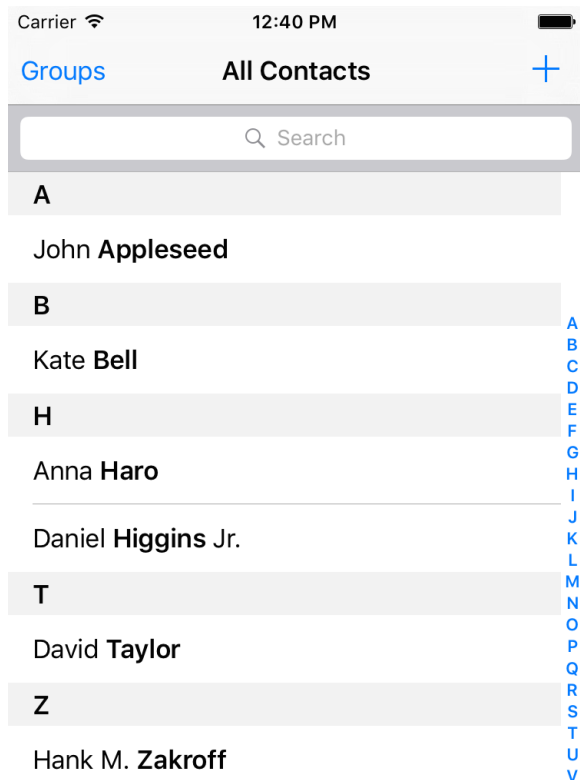 Carrier 12:40 PM
Groups All Contacts +
Search
A
John Appleseed
B
Kate Bell
H
Anna Haro
Daniel Higgins Jr.
T
David Taylor
Z
Hank M. Zakroff
A
B
C
D
E
F
G
H
I
J
K
L
M
N
O
P
Q
R
S
T
U
V